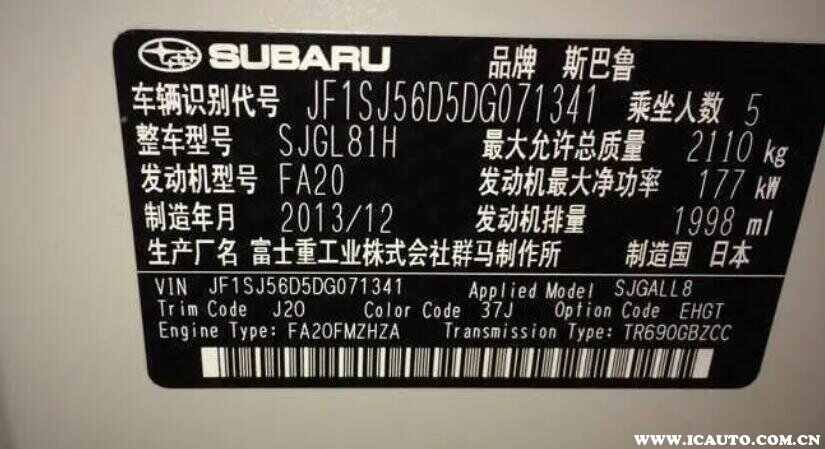 SUBARU 品牌 斯巴鲁
车辆识别代号 JF1SJ56D5DG071341 乘坐人数 5
整车型号 SJGL81H 最大允许总质量 2110 kg
发动机型号 FA20 发动机最大净功率 177 kW
制造年月 2013/12 发动机排量 1998 ml
生产厂名 富士重工业株式会社群马制作所 制造国 日本
VIN JF1SJ56D5DG071341 Applied Model SJGALL8
Trim Code J20 Color Code 37J Option Code EHGT
Engine Type: FA20FMZHZA Transmission Type: TR690GBZCC
WWW.ICAUTO.COM.CN